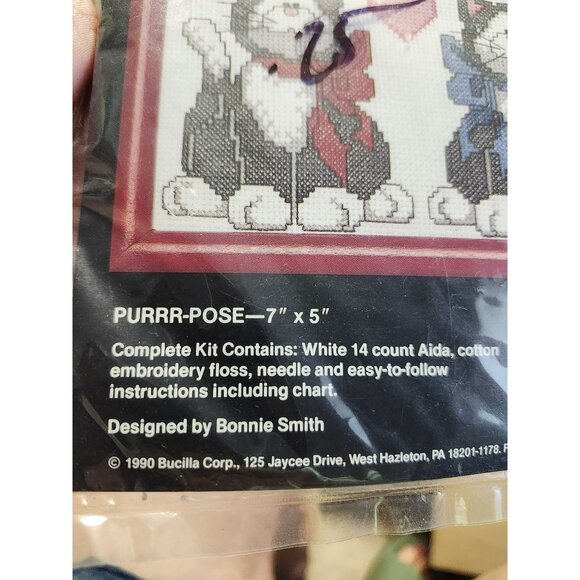 .25
PURRR-POSE—7" x 5"
Complete Kit Contains: White 14 count Aida, cotton
embroidery floss, needle and easy-to-follow
instructions including chart.
Designed by Bonnie Smith
© 1990 Bucilla Corp., 125 Jaycee Drive, West Hazleton, PA 18201-1178.